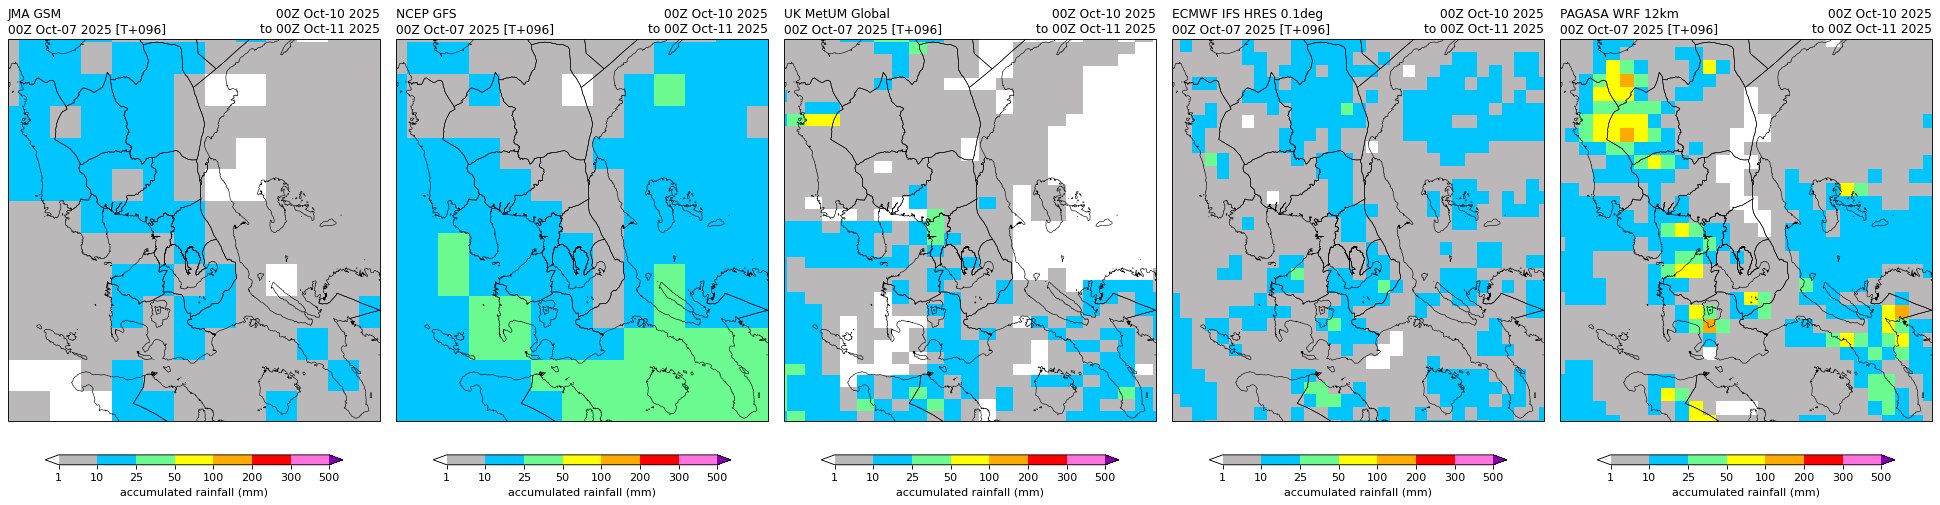 JMA GSM 00Z Oct-10 2025
00Z Oct-07 2025 [T+096] to 00Z Oct-11 2025
1 10 25 50 100 200 300 500
accumulated rainfall (mm)
NCEP GFS 00Z Oct-10 2025
00Z Oct-07 2025 [T+096] to 00Z Oct-11 2025
1 10 25 50 100 200 300 500
accumulated rainfall (mm)
UK MetUM Global 00Z Oct-10 2025
00Z Oct-07 2025 [T+096] to 00Z Oct-11 2025
1 10 25 50 100 200 300 500
accumulated rainfall (mm)
ECMWF IFS HRES 0.1deg 00Z Oct-10 2025
00Z Oct-07 2025 [T+096] to 00Z Oct-11 2025
1 10 25 50 100 200 300 500
accumulated rainfall (mm)
PAGASA WRF 12km 00Z Oct-10 2025
00Z Oct-07 2025 [T+096] to 00Z Oct-11 2025
1 10 25 50 100 200 300 500
accumulated rainfall (mm)